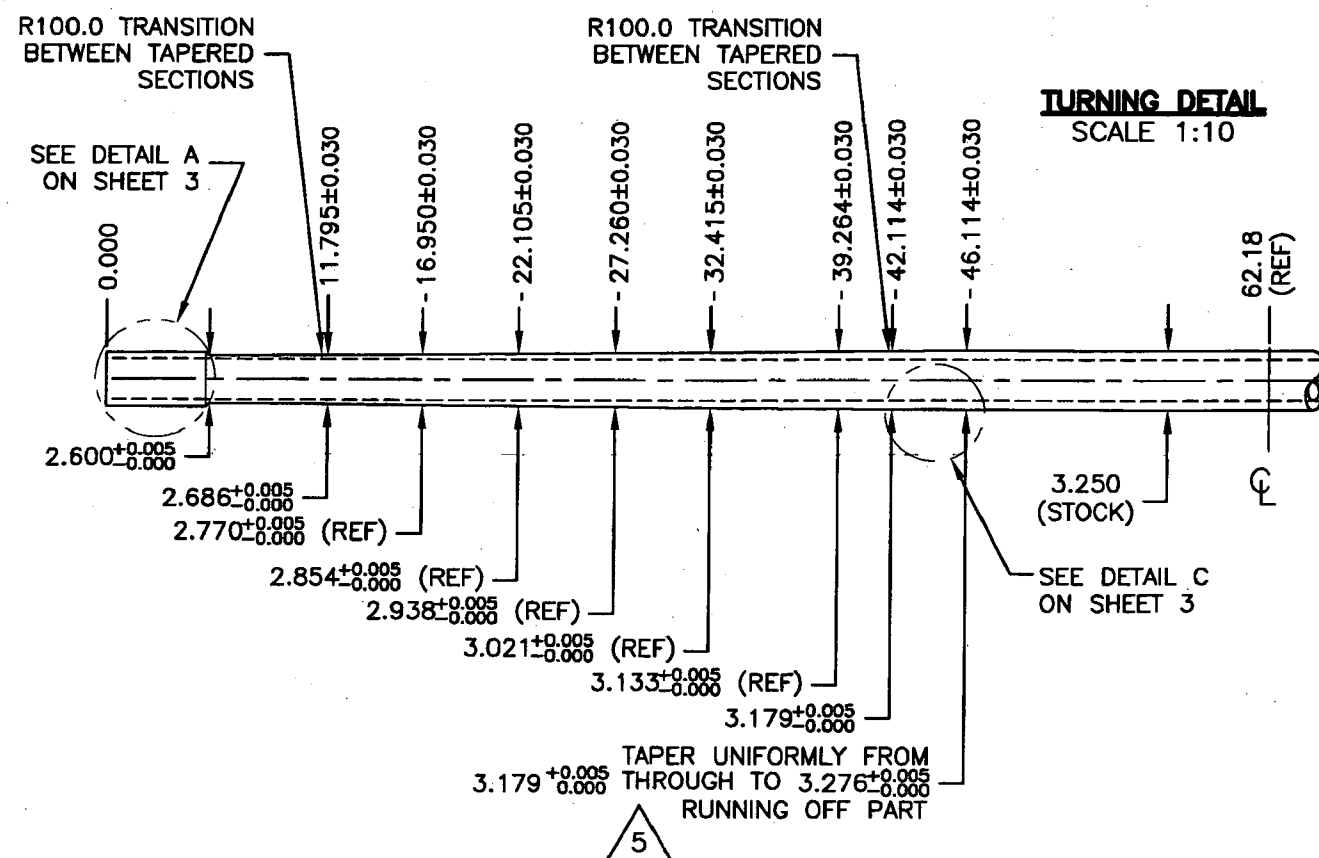 R100.0 TRANSITION
BETWEEN TAPERED
SECTIONS
R100.0 TRANSITION
BETWEEN TAPERED
SECTIONS
TURNING DETAIL
SCALE 1:10
SEE DETAIL A
ON SHEET 3
0.000
11.795±0.030
16.950±0.030
22.105±0.030
27.260±0.030
32.415±0.030
39.264±0.030
42.114±0.030
46.114±0.030
62.18
(REF)
2.600 +0.005 -0.000
2.686 +0.005 -0.000
2.770 +0.005 -0.000 (REF)
2.854 +0.005 -0.000 (REF)
2.938 +0.005 -0.000 (REF)
3.021 +0.005 -0.000 (REF)
3.133 +0.005 -0.000 (REF)
3.179 +0.005 -0.000
3.250
(STOCK)
℄
SEE DETAIL C
ON SHEET 3
TAPER UNIFORMLY FROM
3.179 +0.005 -0.000 THROUGH TO 3.276 +0.005 -0.000
RUNNING OFF PART
5